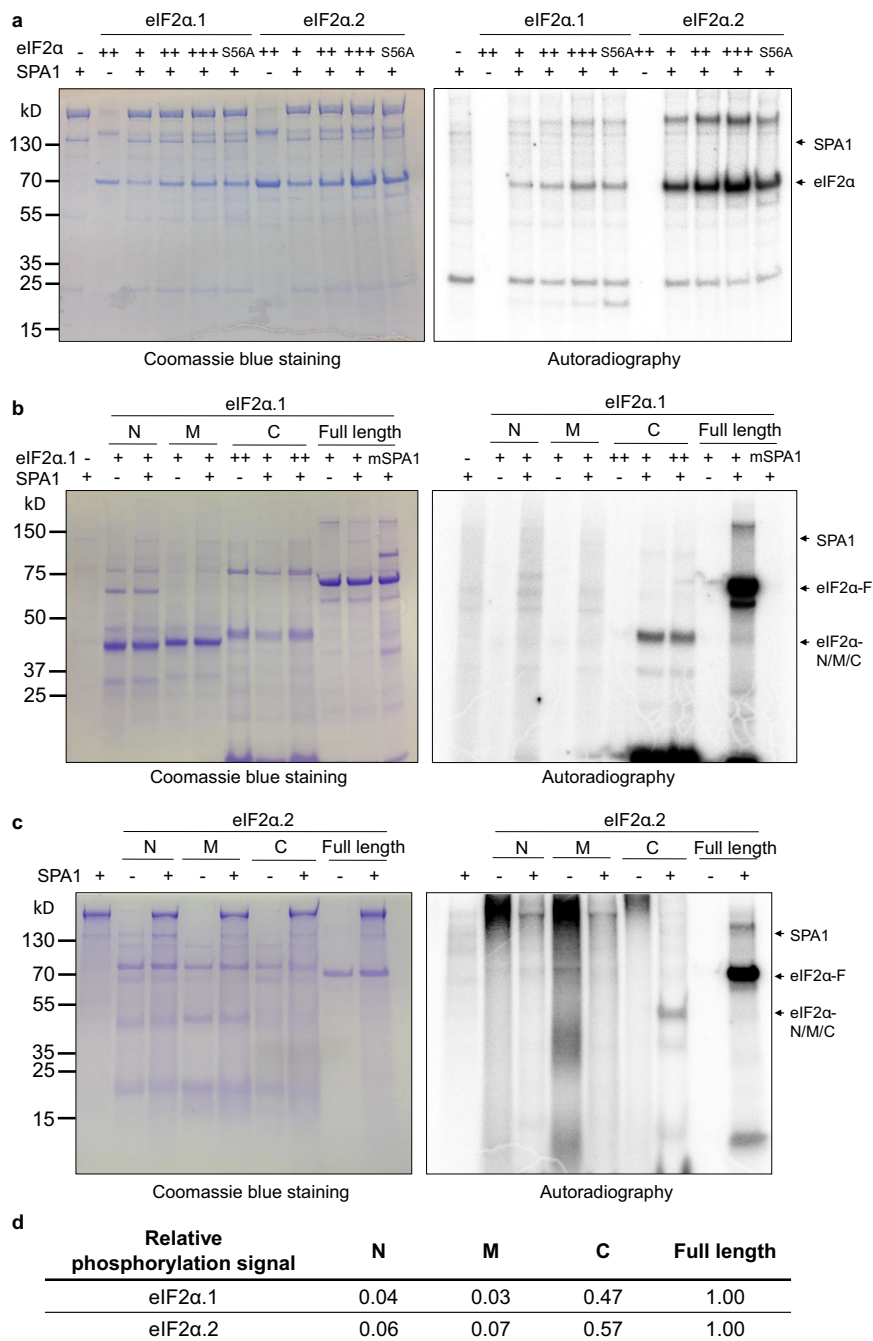 a
eIF2α.1 eIF2α.2 eIF2α.1 eIF2α.2
eIF2α - ++ + ++ +++ S56A ++ + ++ +++ S56A - ++ + ++ +++ S56A ++ + ++ +++ S56A
SPA1 + - + + + + - + + + + + - + + + + - + + + +
kD
130
70
55
35
25
15
SPA1
eIF2α
Coomassie blue staining Autoradiography
b
eIF2α.1 eIF2α.1
N M C Full length N M C Full length
eIF2α.1 - + + + + ++ + ++ + + mSPA1 - + + + + ++ + ++ + + mSPA1
SPA1 + - + - + - + + - + + + - + - + - + + - + +
kD
150
75
50
37
25
SPA1
eIF2α-F
eIF2α-
N/M/C
Coomassie blue staining Autoradiography
c
eIF2α.2 eIF2α.2
N M C Full length N M C Full length
SPA1 + - + - + - + - + + - + - + - + - +
kD
130
70
55
35
25
15
SPA1
eIF2α-F
eIF2α-
N/M/C
Coomassie blue staining Autoradiography
d
Relative
phosphorylation signal N M C Full length
eIF2α.1 0.04 0.03 0.47 1.00
eIF2α.2 0.06 0.07 0.57 1.00